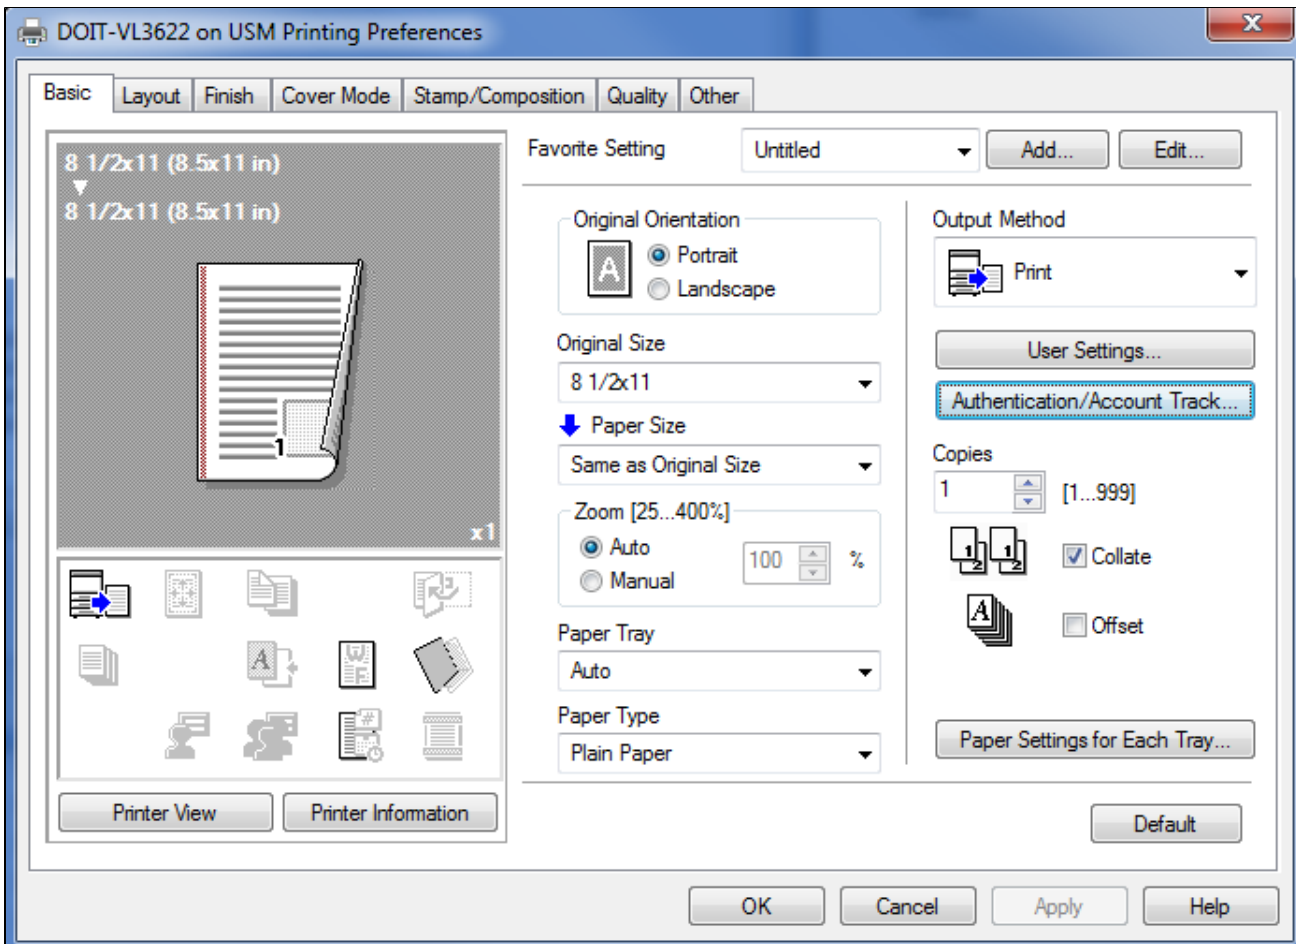 DOIT-VL3622 on USM Printing Preferences
Basic
Layout
Finish
Cover Mode
Stamp/Composition
Quality
Other
8 1/2x11 (8.5x11 in)
8 1/2x11 (8.5x11 in)
1
x1
Printer View
Printer Information
Favorite Setting
Untitled
Add...
Edit...
Original Orientation
A
Portrait
Landscape
Original Size
8 1/2x11
Paper Size
Same as Original Size
Zoom [25...400%]
Auto
Manual
100
%
Paper Tray
Auto
Paper Type
Plain Paper
Output Method
Print
User Settings...
Authentication/Account Track...
Copies
1
[1...999]
Collate
Offset
Paper Settings for Each Tray...
Default
OK
Cancel
Apply
Help